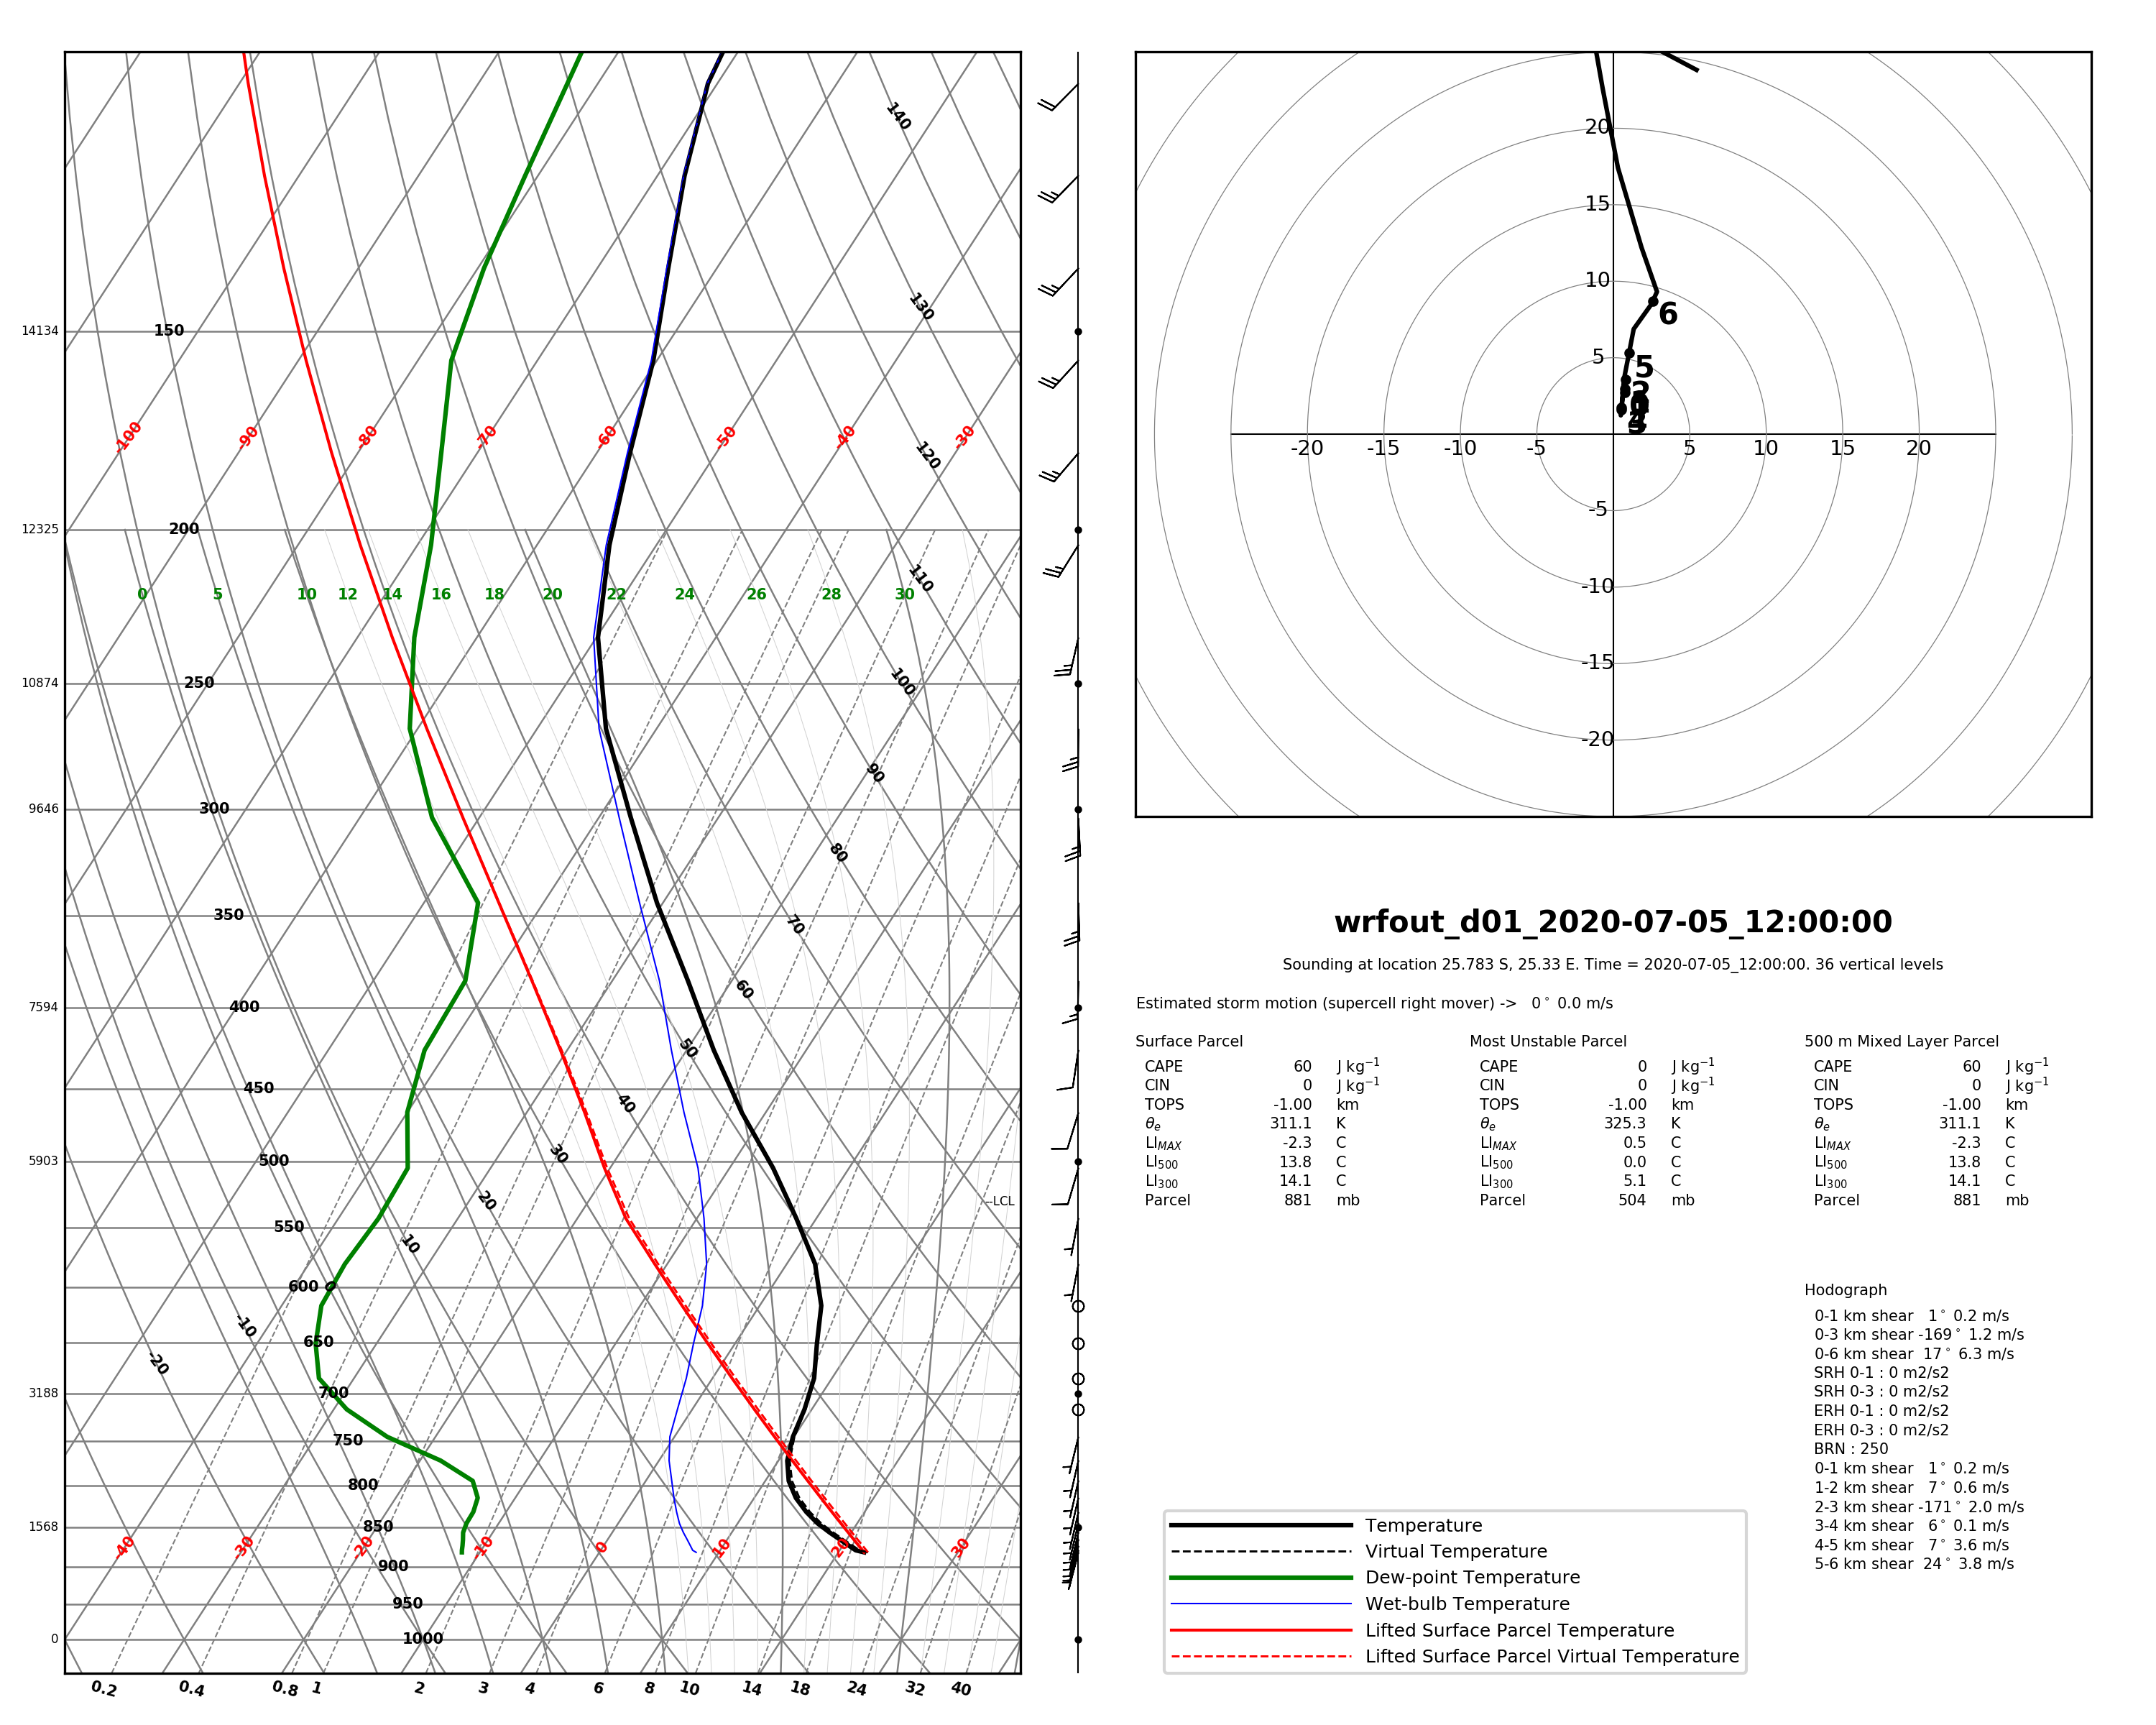 140
20
130
15
10
6
14134
150
5
5
-100
-90
-80
-70
-60
-50
-40
-30
120
-20
-15
-10
-5
5
10
15
20
-5
12325
200
110
-10
0
5
10
12
14
16
18
20
22
24
26
28
30
-15
10874
250
100
-20
90
9646
300
80
350
70
wrfout_d01_2020-07-05_12:00:00
Sounding at location 25.783 S, 25.33 E. Time = 2020-07-05_12:00:00. 36 vertical levels
7594
400
60
Estimated storm motion (supercell right mover) -> 0° 0.0 m/s
50
Surface Parcel
CAPE 60 J kg⁻¹
CIN 0 J kg⁻¹
TOPS -1.00 km
θe 311.1 K
LIMAX -2.3 C
LI500 13.8 C
LI300 14.1 C
Parcel 881 mb
Most Unstable Parcel
CAPE 0 J kg⁻¹
CIN 0 J kg⁻¹
TOPS -1.00 km
θe 325.3 K
LIMAX 0.5 C
LI500 0.0 C
LI300 5.1 C
Parcel 504 mb
500 m Mixed Layer Parcel
CAPE 60 J kg⁻¹
CIN 0 J kg⁻¹
TOPS -1.00 km
θe 311.1 K
LIMAX -2.3 C
LI500 13.8 C
LI300 14.1 C
Parcel 881 mb
450
40
5903
500
30
20
--LCL
550
10
600
0
-10
650
-20
3188
700
750
800
1568
850
-40
-30
-20
-10
0
10
20
30
900
950
0
1000
0.2
0.4
0.8
1
2
3
4
6
8
10
14
18
24
32
40
Hodograph
0-1 km shear 1° 0.2 m/s
0-3 km shear -169° 1.2 m/s
0-6 km shear 17° 6.3 m/s
SRH 0-1 : 0 m2/s2
SRH 0-3 : 0 m2/s2
ERH 0-1 : 0 m2/s2
ERH 0-3 : 0 m2/s2
BRN : 250
0-1 km shear 1° 0.2 m/s
1-2 km shear 7° 0.6 m/s
2-3 km shear -171° 2.0 m/s
3-4 km shear 6° 0.1 m/s
4-5 km shear 7° 3.6 m/s
5-6 km shear 24° 3.8 m/s
Temperature
Virtual Temperature
Dew-point Temperature
Wet-bulb Temperature
Lifted Surface Parcel Temperature
Lifted Surface Parcel Virtual Temperature